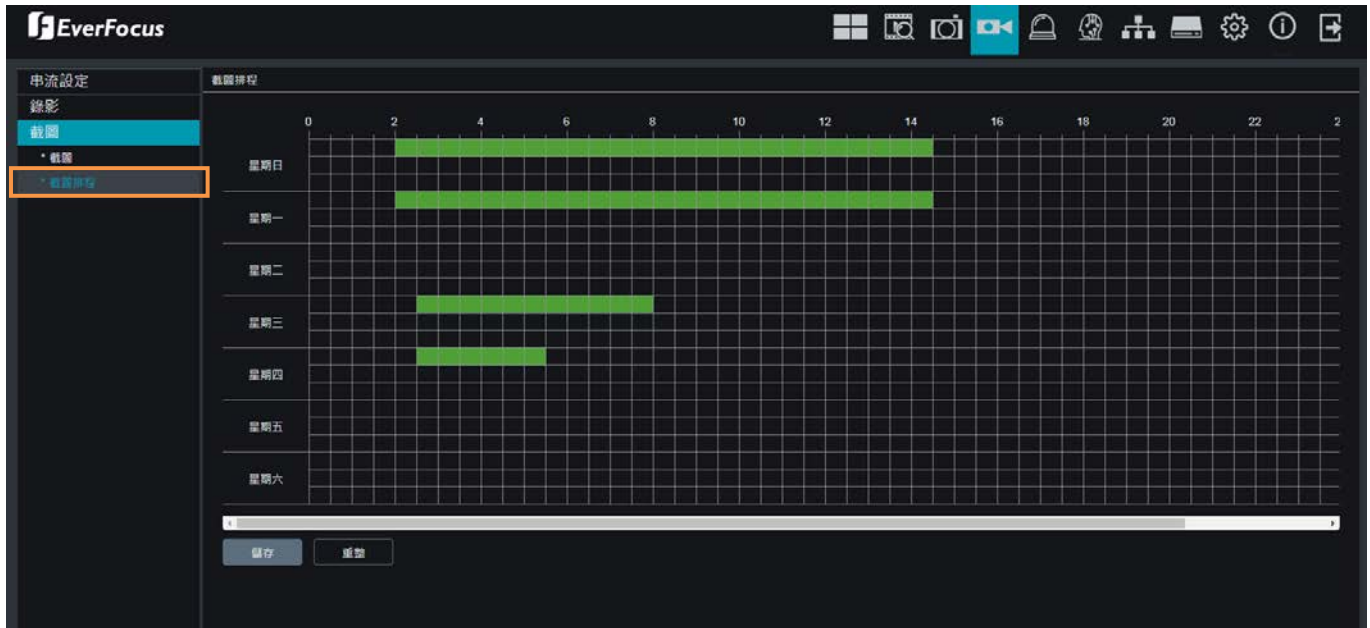 EverFocus
串流設定
錄影
截圖
• 截圖
• 截圖排程
截圖排程
0 2 4 6 8 10 12 14 16 18 20 22 2
星期日
星期一
星期二
星期三
星期四
星期五
星期六
儲存 重整